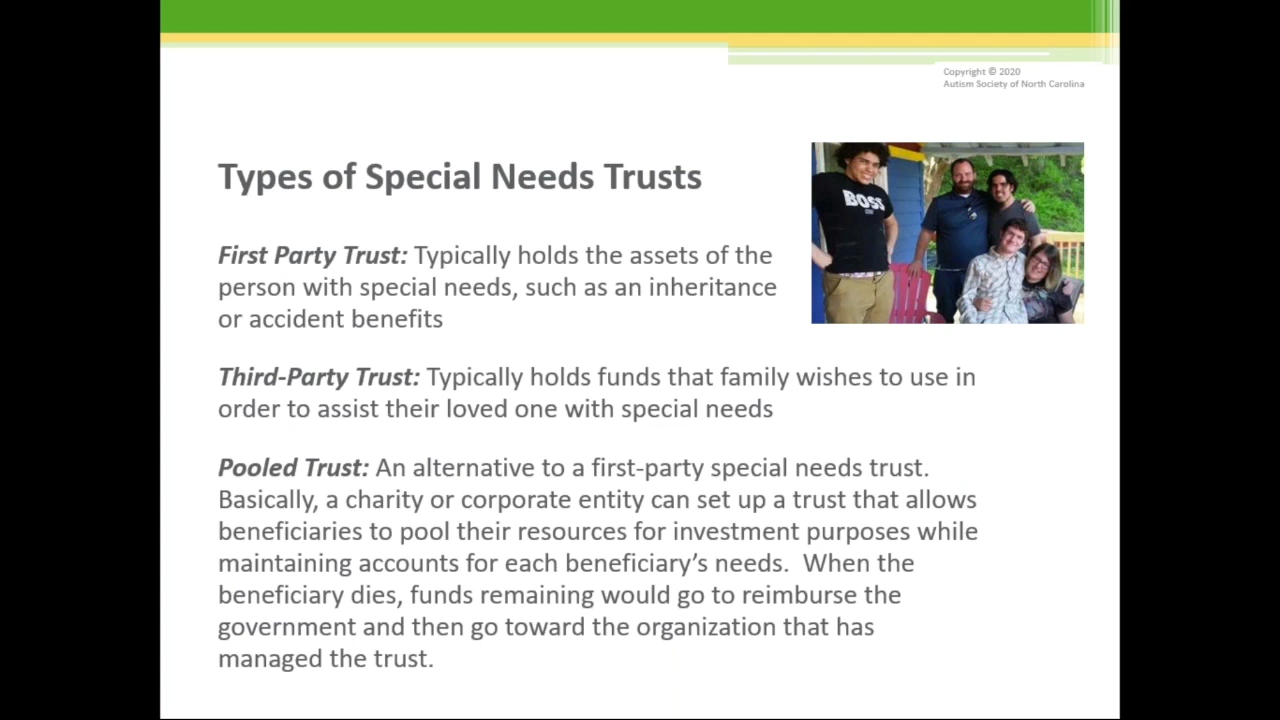 Copyright © 2020
Autism Society of North Carolina
Types of Special Needs Trusts
BOSS
First Party Trust: Typically holds the assets of the
person with special needs, such as an inheritance
or accident benefits
Third-Party Trust: Typically holds funds that family wishes to use in
order to assist their loved one with special needs
Pooled Trust: An alternative to a first-party special needs trust.
Basically, a charity or corporate entity can set up a trust that allows
beneficiaries to pool their resources for investment purposes while
maintaining accounts for each beneficiary’s needs.  When the
beneficiary dies, funds remaining would go to reimburse the
government and then go toward the organization that has
managed the trust.